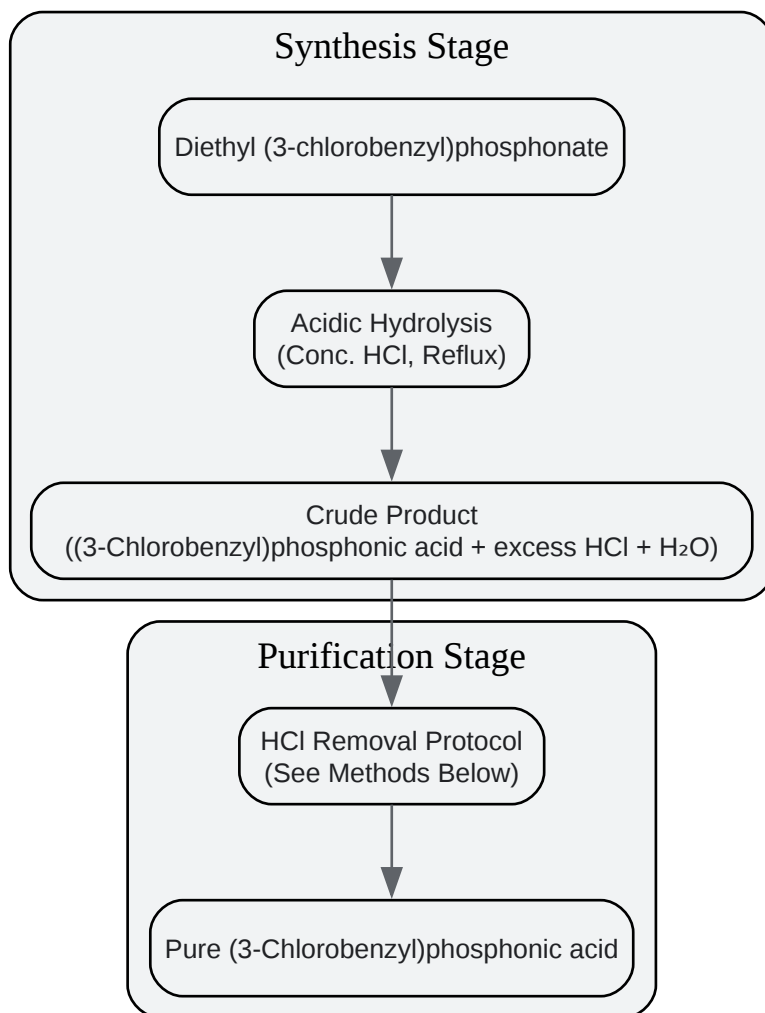 Synthesis Stage
Diethyl (3-chlorobenzyl)phosphonate
Acidic Hydrolysis
(Conc. HCl, Reflux)
Crude Product
((3-Chlorobenzyl)phosphonic acid + excess HCl + H₂O)
Purification Stage
HCl Removal Protocol
(See Methods Below)
Pure (3-Chlorobenzyl)phosphonic acid